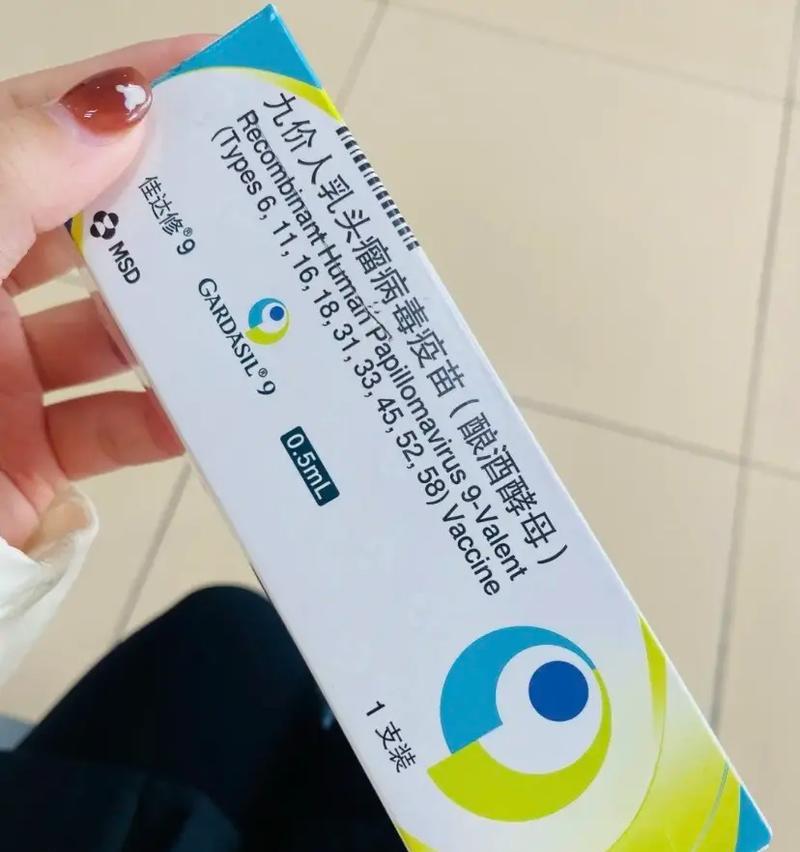 九价人乳头瘤病毒疫苗(酿酒酵母)
Recombinant Human Papillomavirus 9-Valent
(Types 6, 11, 16, 18, 31, 33, 45, 52, 58) Vaccine
佳达修®9
MSD
GARDASIL®9
0.5mL
1 支装